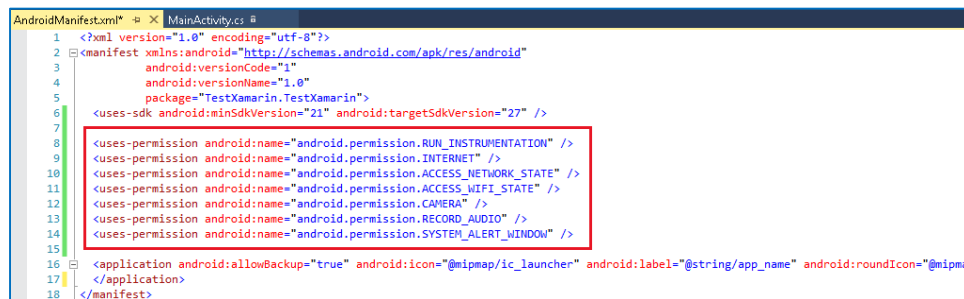 AndroidManifest.xml* MainActivity.cs
1 <?xml version="1.0" encoding="utf-8"?>
2 <manifest xmlns:android="http://schemas.android.com/apk/res/android"
3 android:versionCode="1"
4 android:versionName="1.0"
5 package="TestXamarin.TestXamarin">
6 <uses-sdk android:minSdkVersion="21" android:targetSdkVersion="27" />
7
8 <uses-permission android:name="android.permission.RUN_INSTRUMENTATION" />
9 <uses-permission android:name="android.permission.INTERNET" />
10 <uses-permission android:name="android.permission.ACCESS_NETWORK_STATE" />
11 <uses-permission android:name="android.permission.ACCESS_WIFI_STATE" />
12 <uses-permission android:name="android.permission.CAMERA" />
13 <uses-permission android:name="android.permission.RECORD_AUDIO" />
14 <uses-permission android:name="android.permission.SYSTEM_ALERT_WINDOW" />
15
16 <application android:allowBackup="true" android:icon="@mipmap/ic_launcher" android:label="@string/app_name" android:roundIcon="@mipma
17 </application>
18 </manifest>